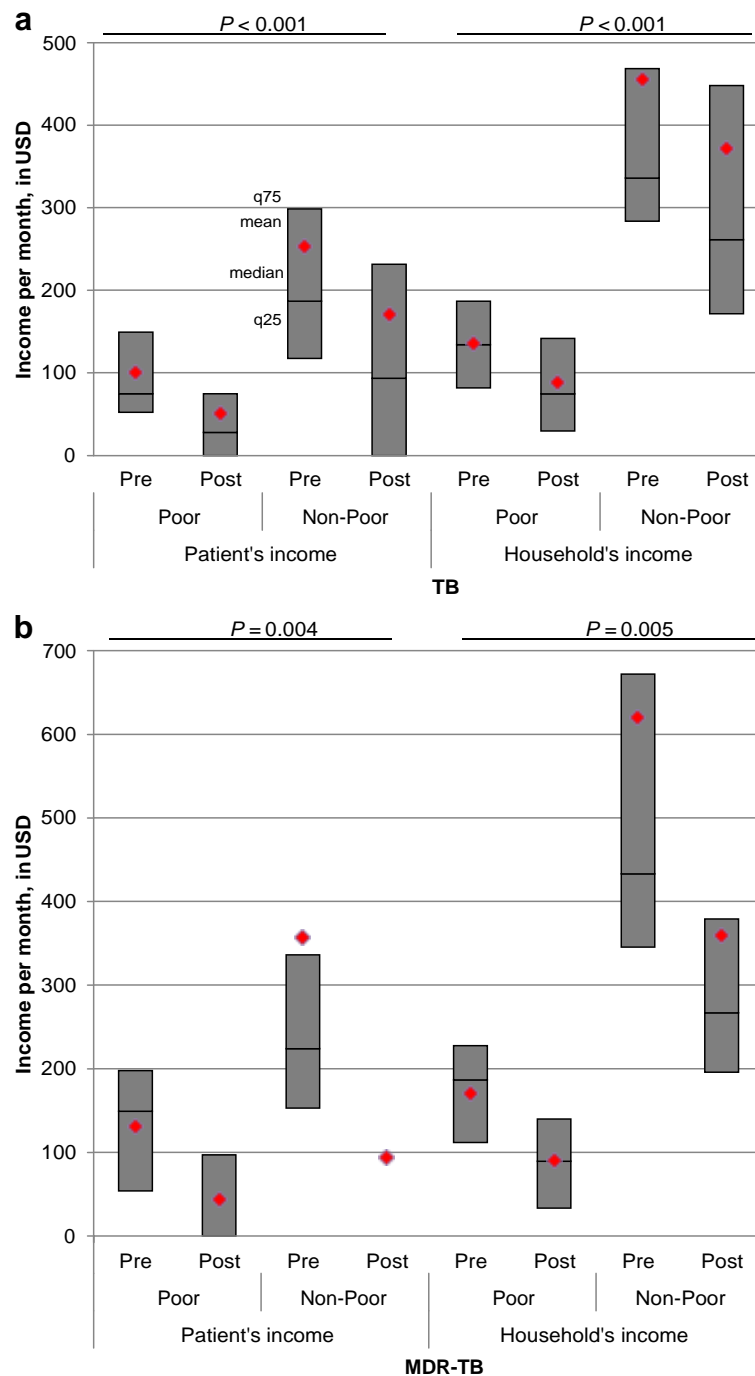 a
P < 0.001 P < 0.001
500
400
300
200
100
0
Income per month, in USD
q75
mean
median
q25
Pre Post Pre Post Pre Post Pre Post
Poor Non-Poor Poor Non-Poor
Patient's income Household's income
TB
b
P = 0.004 P = 0.005
700
600
500
400
300
200
100
0
Income per month, in USD
Pre Post Pre Post Pre Post Pre Post
Poor Non-Poor Poor Non-Poor
Patient's income Household's income
MDR-TB